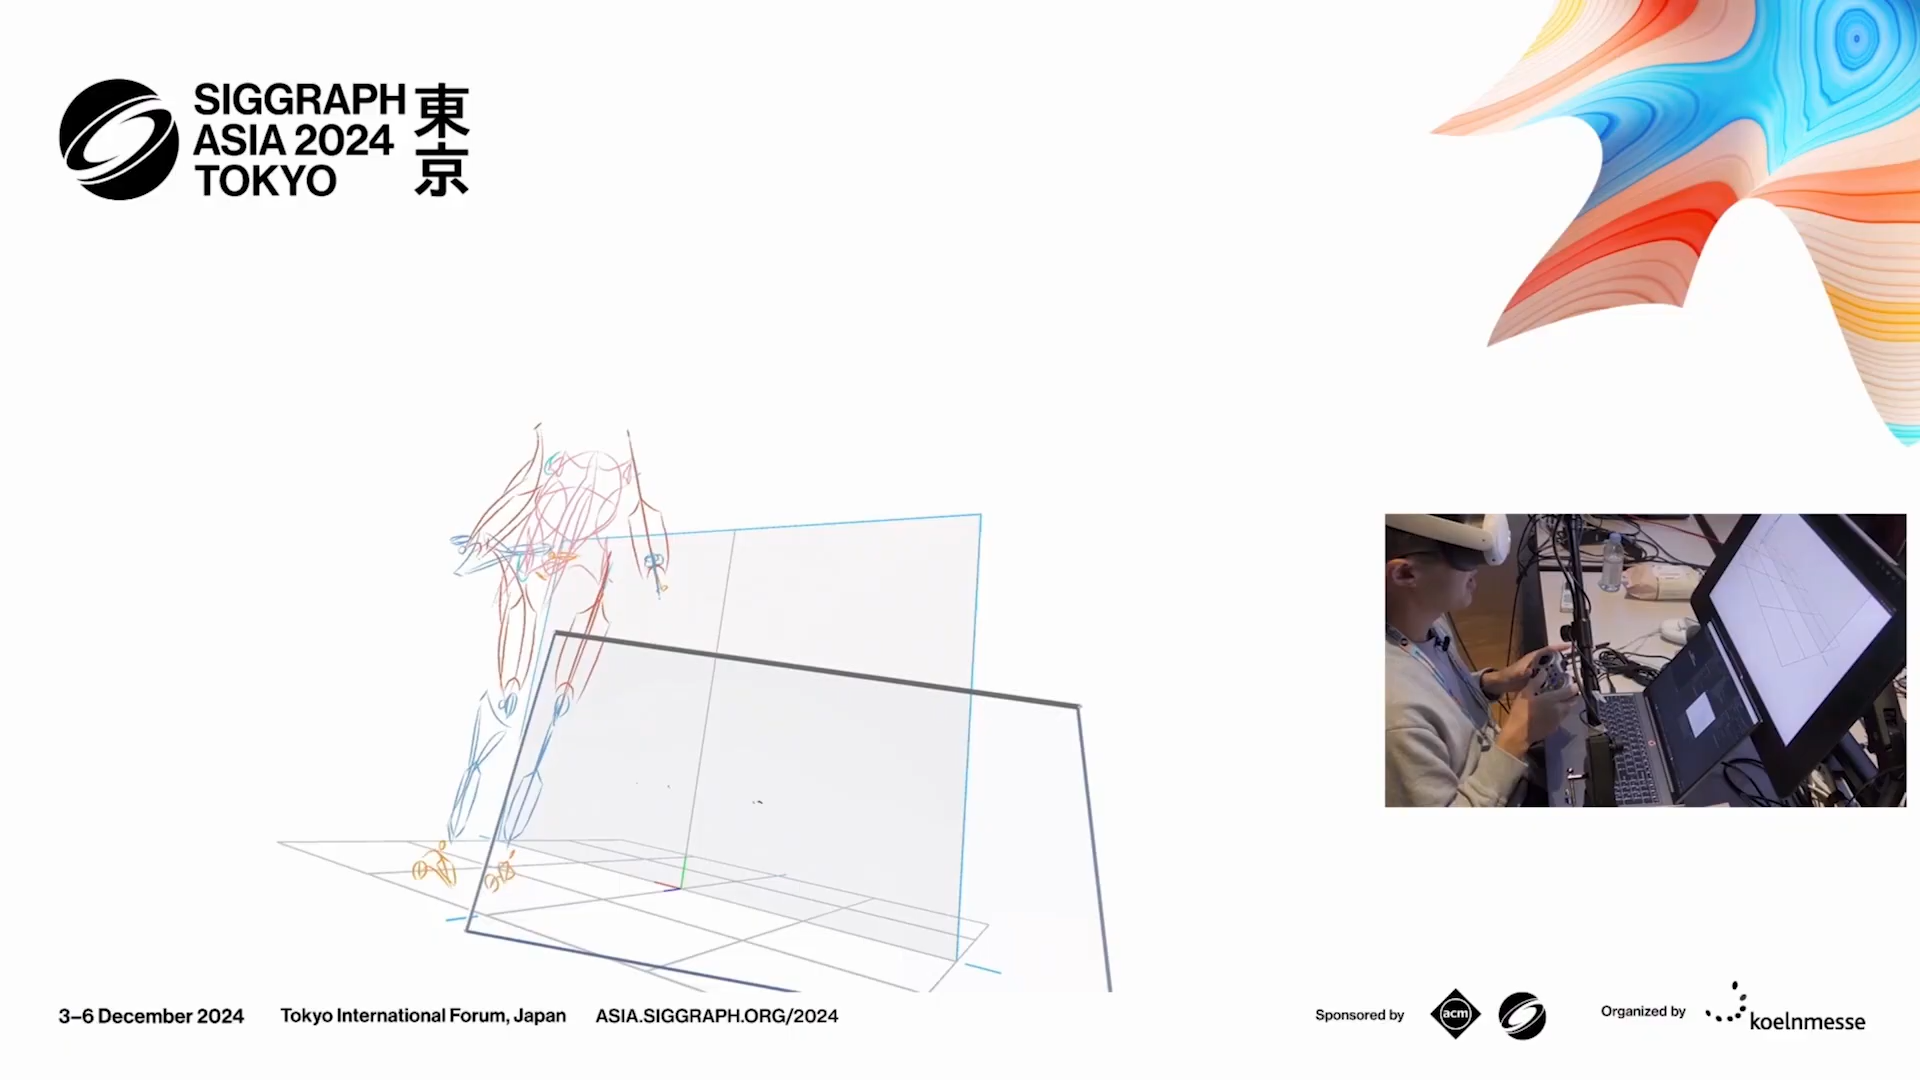 SIGGRAPH
ASIA 2024
TOKYO
東
京
3–6 December 2024
Tokyo International Forum, Japan
ASIA.SIGGRAPH.ORG/2024
Sponsored by
acm
Organized by
koelnmesse